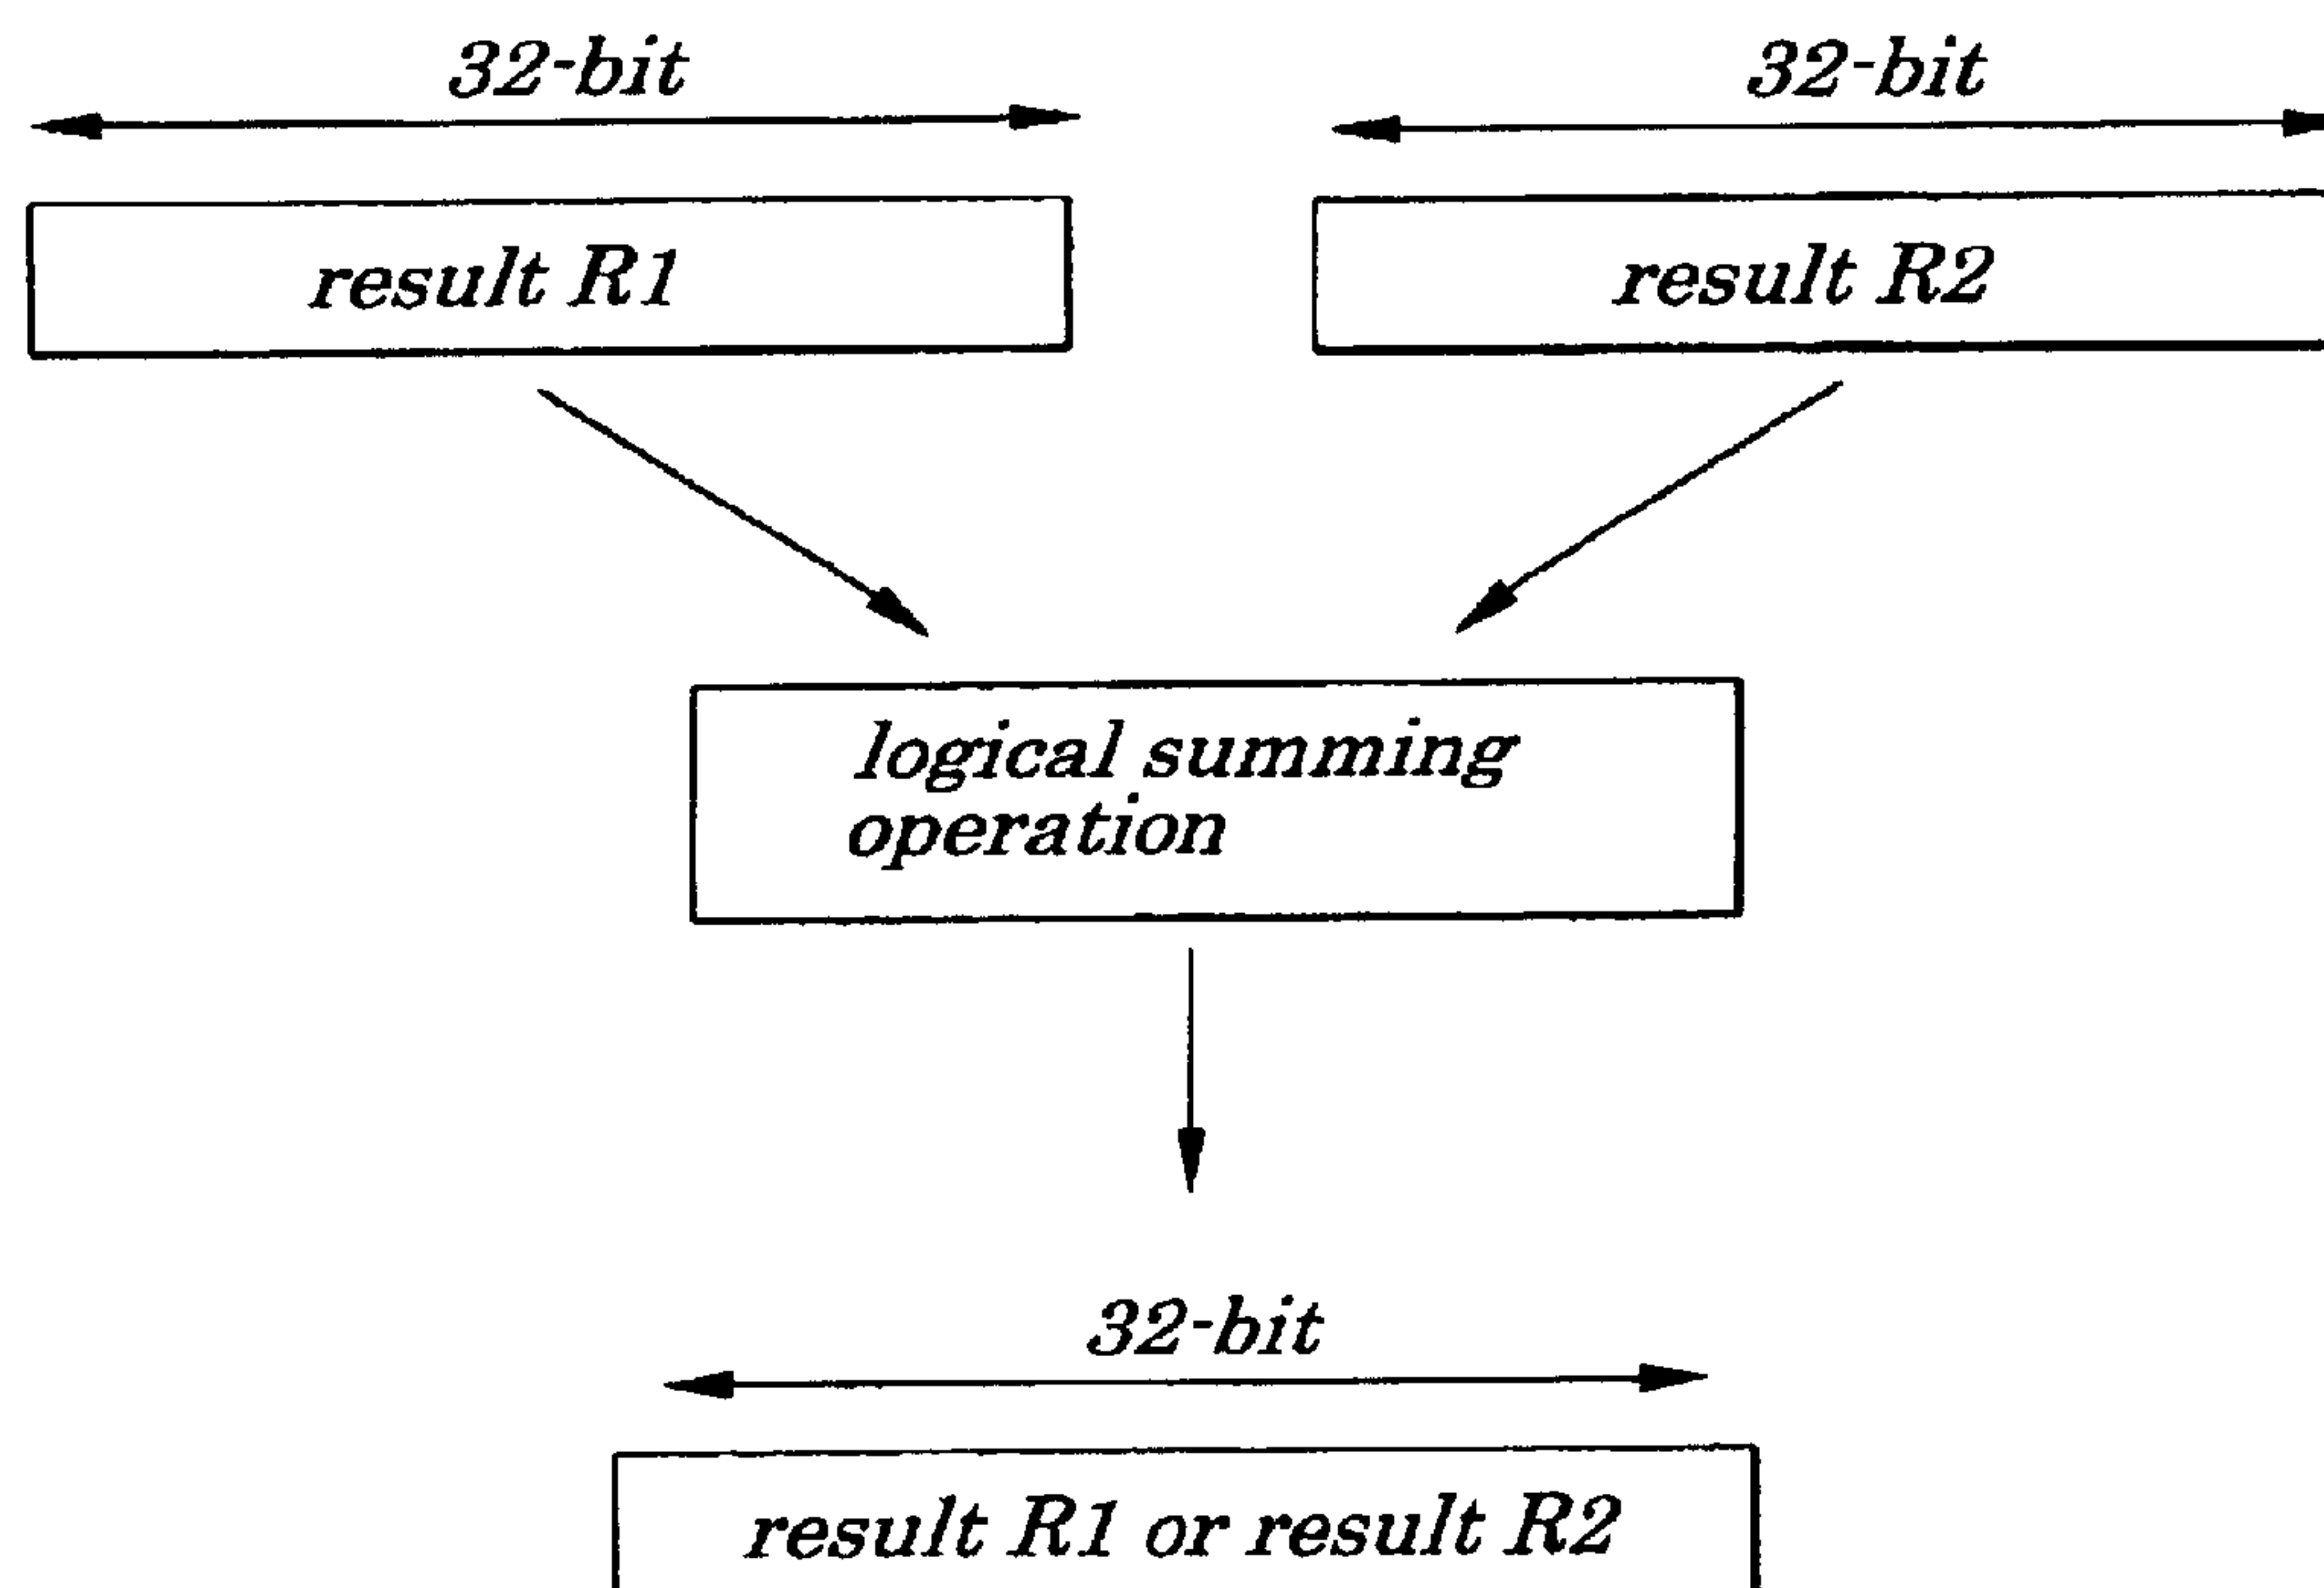 32-bit
32-bit
result R1
result R2
logical summing
operation
32-bit
result R1 or result R2